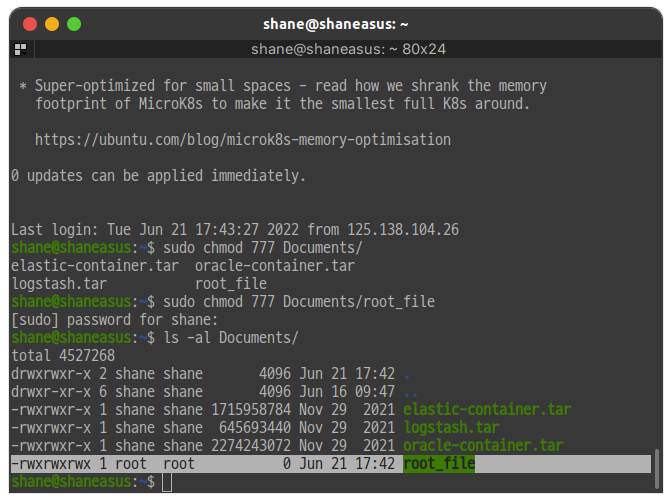 shane@shaneasus: ~
shane@shaneasus: ~ 80x24
* Super-optimized for small spaces - read how we shrank the memory
footprint of MicroK8s to make it the smallest full K8s around.
https://ubuntu.com/blog/microk8s-memory-optimisation
0 updates can be applied immediately.
Last login: Tue Jun 21 17:43:27 2022 from 125.138.104.26
shane@shaneasus:~$ sudo chmod 777 Documents/
elastic-container.tar  oracle-container.tar
logstash.tar           root_file
shane@shaneasus:~$ sudo chmod 777 Documents/root_file
[sudo] password for shane:
shane@shaneasus:~$ ls -al Documents/
total 4527268
drwxrwxr-x 2 shane shane       4096 Jun 21 17:42 .
drwxr-xr-x 6 shane shane       4096 Jun 16 09:47 ..
-rwxrwxr-x 1 shane shane 1715958784 Nov 29  2021 elastic-container.tar
-rwxrwxr-x 1 shane shane  645693440 Nov 29  2021 logstash.tar
-rwxrwxr-x 1 shane shane 2274243072 Nov 29  2021 oracle-container.tar
-rwxrwxrwx 1 root  root           0 Jun 21 17:42 root_file
shane@shaneasus:~$